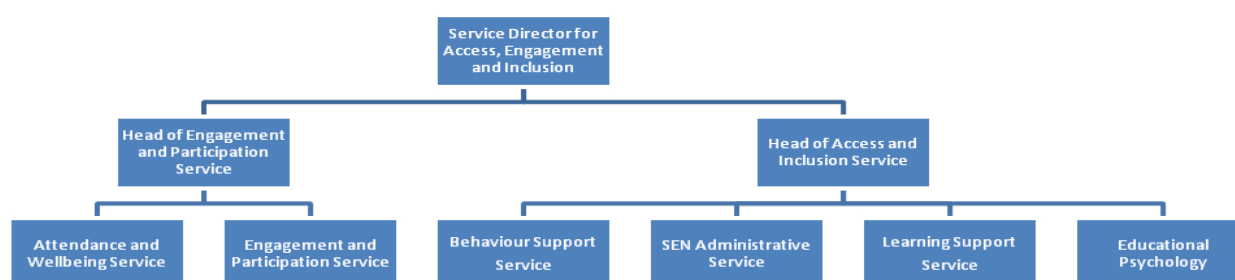 Service Director for
Access, Engagement
and Inclusion
Head of Engagement
and Participation
Service
Head of Access and
Inclusion Service
Attendance and
Wellbeing Service
Engagement and
Participation Service
Behaviour Support
Service
SEN Administrative
Service
Learning Support
Service
Educational
Psychology